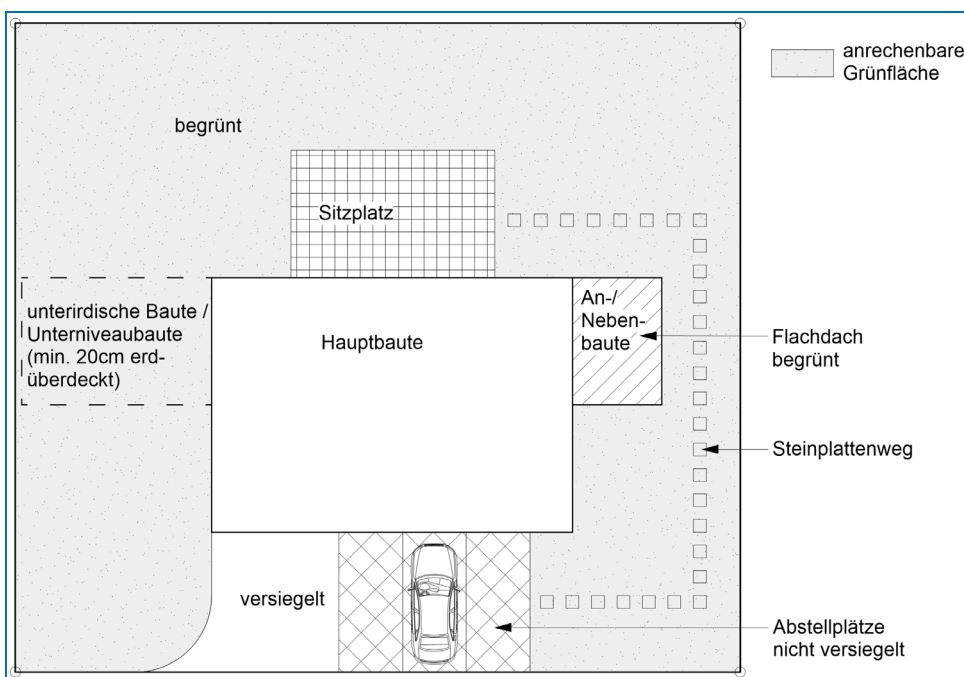 anrechenbare
Grünfläche
begrünt
Sitzplatz
unterirdische Baute /
Unterniveaubaute
(min. 20cm erd-
überdeckt)
Hauptbaute
An-/
Neben-
baute
Flachdach
begrünt
Steinplattenweg
versiegelt
Abstellplätze
nicht versiegelt